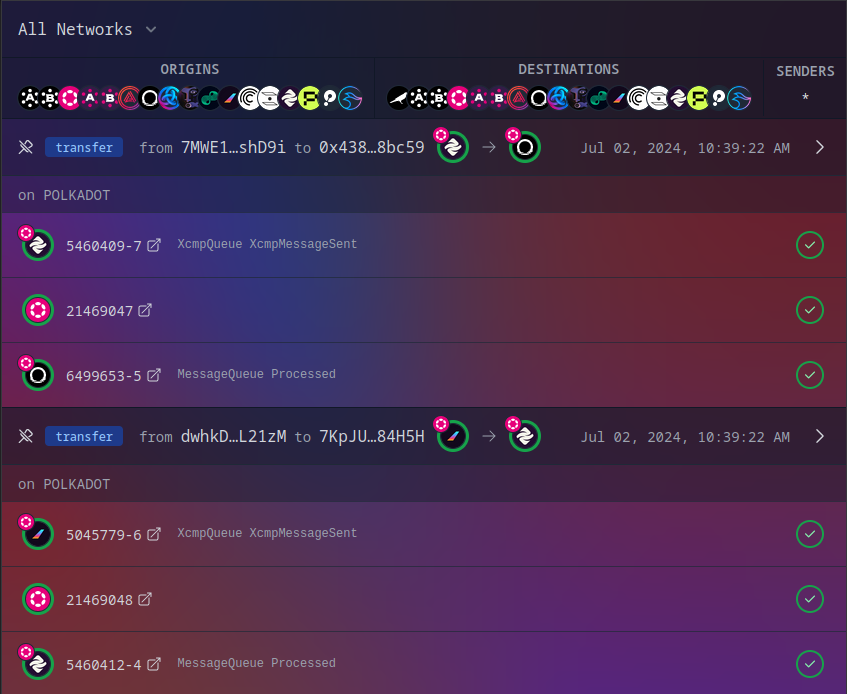 All Networks
ORIGINS DESTINATIONS SENDERS
*
transfer from 7MWE1…shD9i to 0x438…8bc59 Jul 02, 2024, 10:39:22 AM
on POLKADOT
5460409-7 XcmpQueue XcmpMessageSent
21469047
6499653-5 MessageQueue Processed
transfer from dwhkD…L21zM to 7KpJU…84H5H Jul 02, 2024, 10:39:22 AM
on POLKADOT
5045779-6 XcmpQueue XcmpMessageSent
21469048
5460412-4 MessageQueue Processed